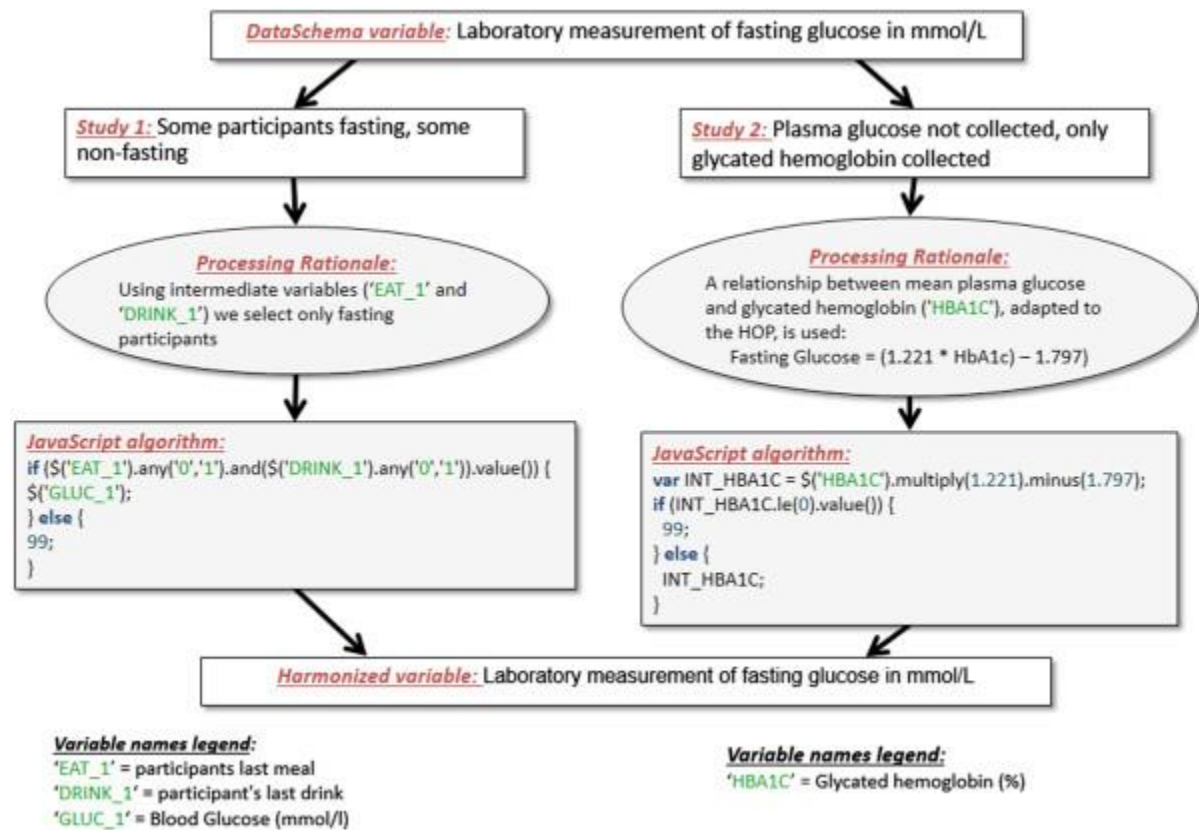 DataSchema variable: Laboratory measurement of fasting glucose in mmol/L
Study 1: Some participants fasting, some
non-fasting
Study 2: Plasma glucose not collected, only
glycated hemoglobin collected
Processing Rationale:
Using intermediate variables ('EAT_1' and
'DRINK_1') we select only fasting
participants
Processing Rationale:
A relationship between mean plasma glucose
and glycated hemoglobin ('HBA1C'), adapted to
the HOP, is used:
Fasting Glucose = (1.221 * HbA1c) – 1.797)
JavaScript algorithm:
if ($('EAT_1').any('0','1').and($('DRINK_1').any('0','1')).value()) {
$('GLUC_1');
} else {
99;
}
JavaScript algorithm:
var INT_HBA1C = $('HBA1C').multiply(1.221).minus(1.797);
if (INT_HBA1C.le(0).value()) {
99;
} else {
INT_HBA1C;
}
Harmonized variable: Laboratory measurement of fasting glucose in mmol/L
Variable names legend:
'EAT_1' = participants last meal
'DRINK_1' = participant's last drink
'GLUC_1' = Blood Glucose (mmol/l)
Variable names legend:
'HBA1C' = Glycated hemoglobin (%)